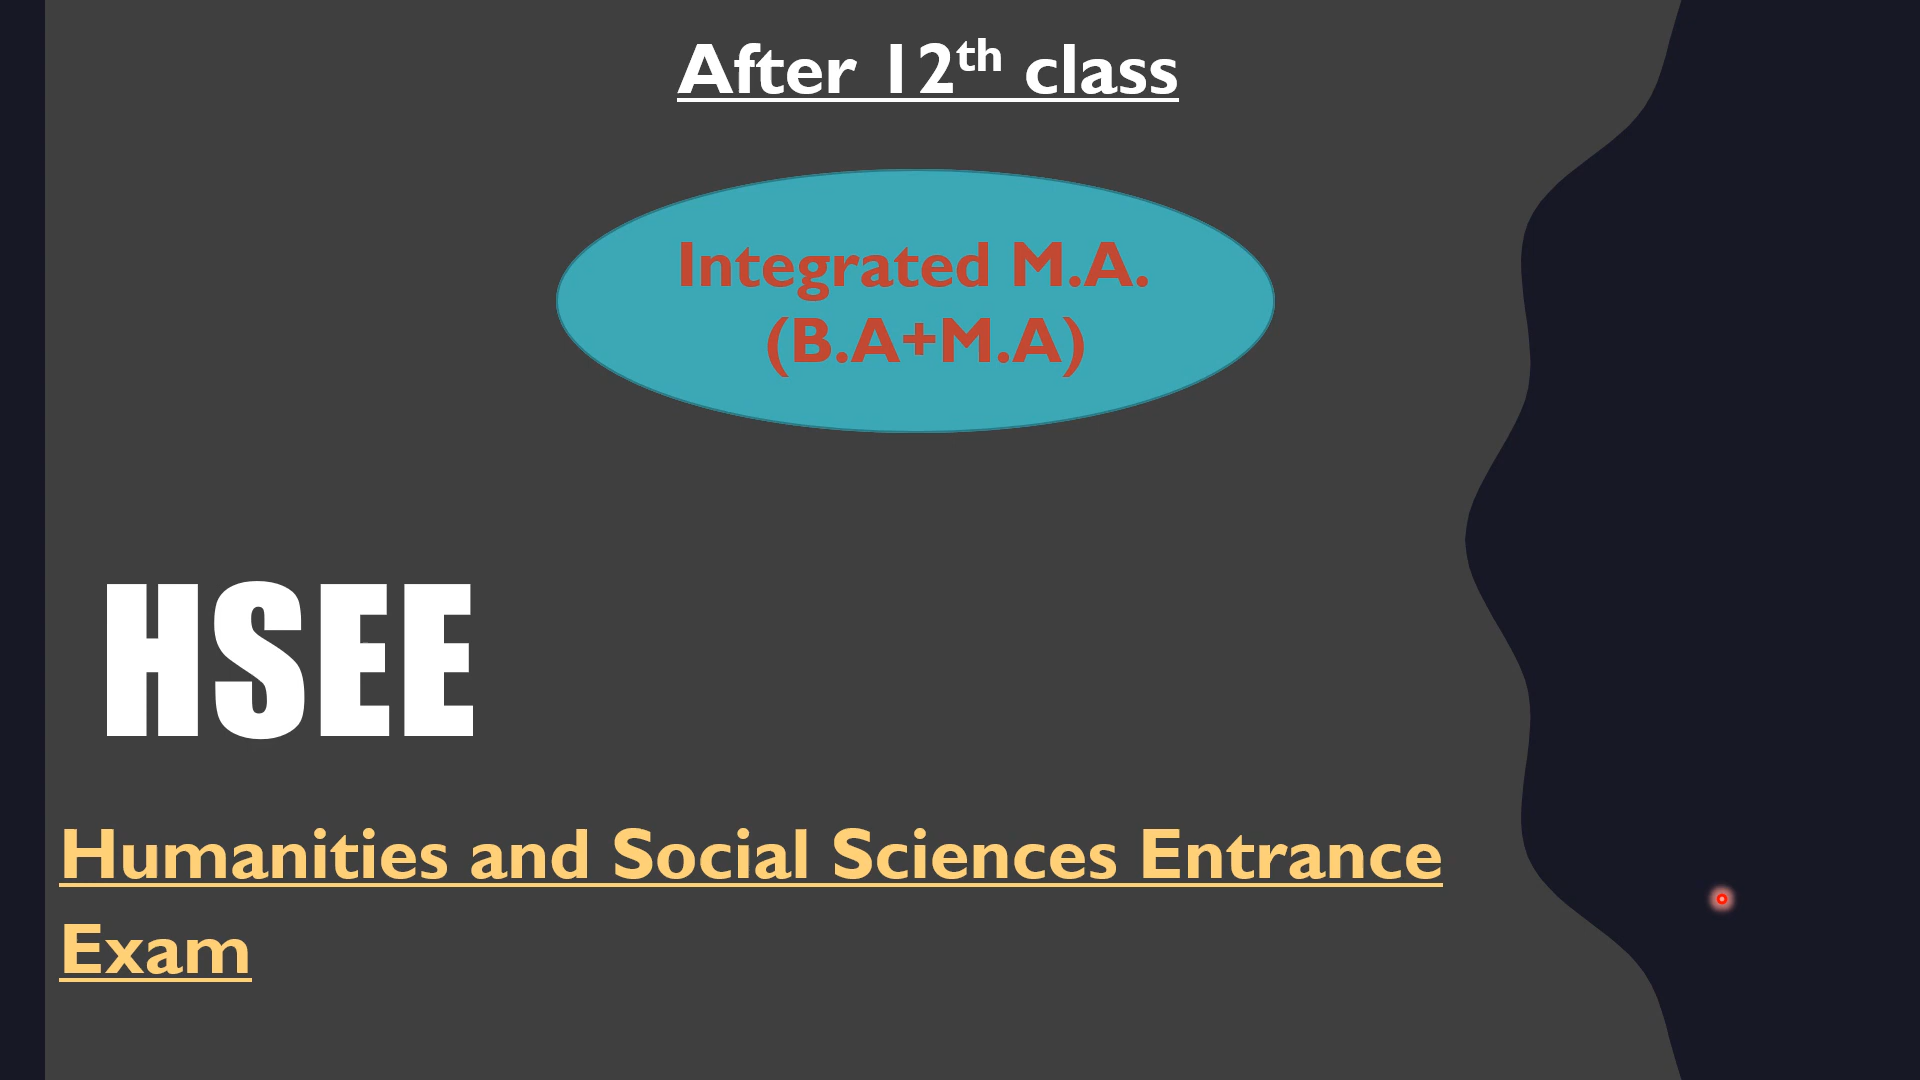 After 12th class
Integrated M.A.
(B.A+M.A)
HSEE
Humanities and Social Sciences Entrance
Exam